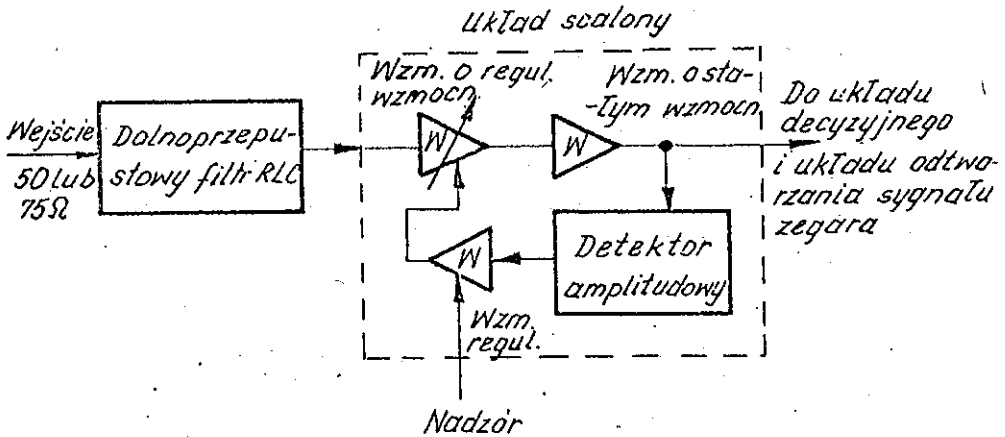 Układ scalony
Wejście
50 lub
75Ω
Dolnoprzepu-
stowy filtr RLC
Wzm. o regul.
wzmocn.
W
Wzm. o sta-
-łym wzmocn.
W
Do układu
decyzyjnego
i układu odtwa-
rzania sygnału
zegara
Detektor
amplitudowy
W
Wzm.
regul.
Nadzór